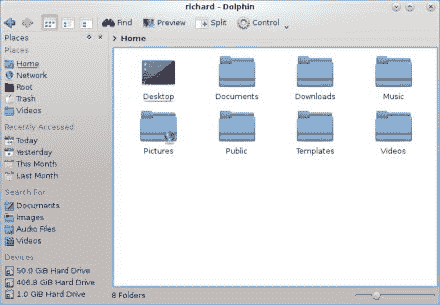 richard - Dolphin
Find Preview Split Control
Places
Places
Home
Network
Root
Trash
Videos
Recently Accessed
Today
Yesterday
This Month
Last Month
Search For
Documents
Images
Audio Files
Videos
Devices
50.0 GiB Hard Drive
406.8 GiB Hard Drive
1.0 GiB Hard Drive
> Home
Desktop Documents Downloads Music
Pictures Public Templates Videos
8 Folders